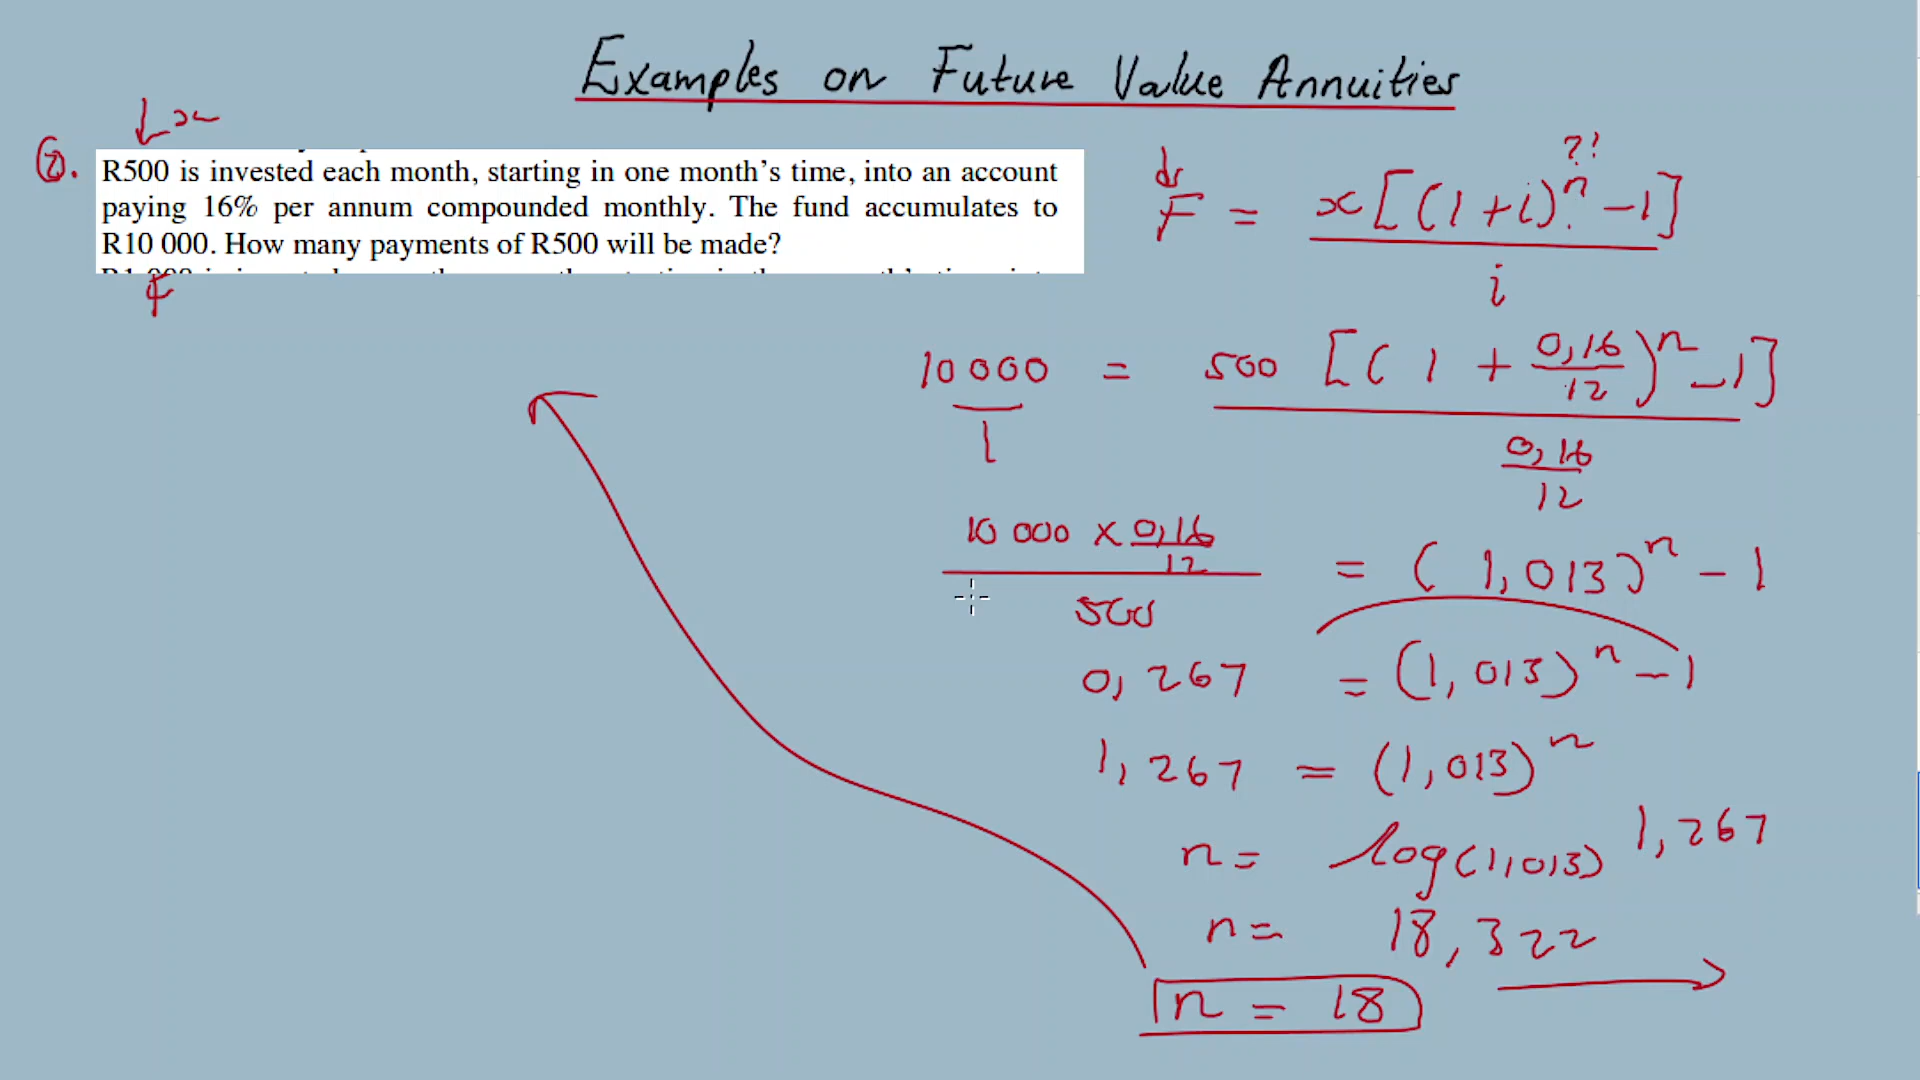 Examples on Future Value Annuities
x
②.
R500 is invested each month, starting in one month's time, into an account
paying 16% per annum compounded monthly. The fund accumulates to
R10 000. How many payments of R500 will be made?
F
??
F = x[(1+i)^n - 1]
i
10 000 = 500 [(1 + 0,16/12)^n - 1]
1
0,16
12
10 000 x 0,16/12 = (1,013)^n - 1
500
0,267 = (1,013)^n - 1
1,267 = (1,013)^n
n = log(1,013) 1,267
n = 18,322
n = 18